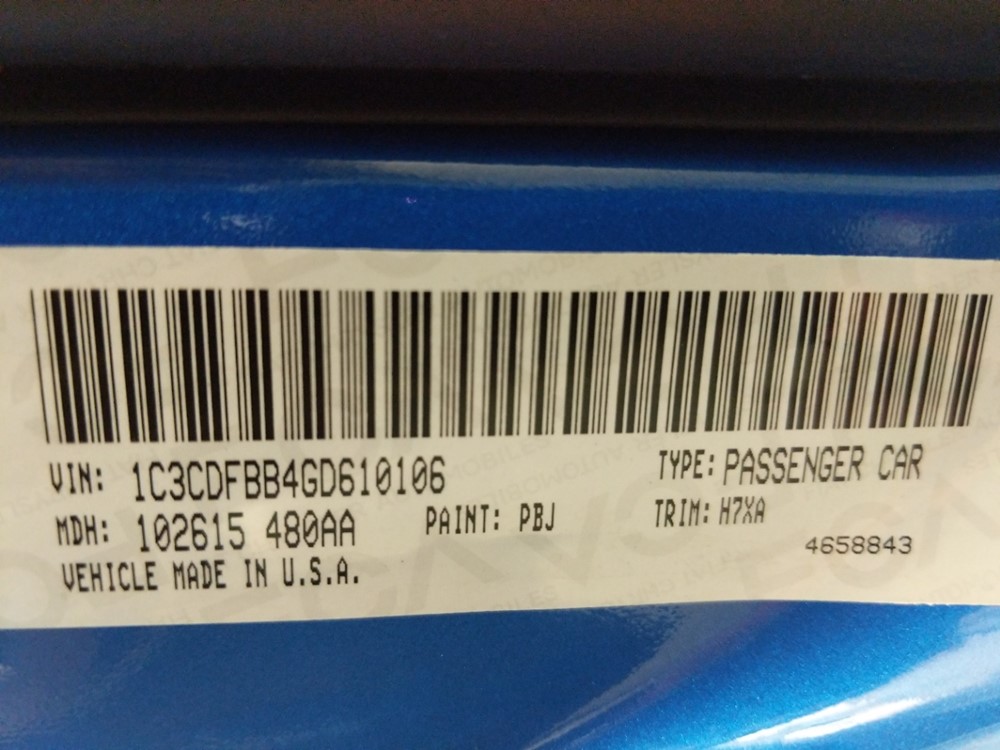 VIN: 1C3CDFBB4GD610106 TYPE: PASSENGER CAR
MDH: 102615 480AA PAINT: PBJ TRIM: H7XA
4658843
VEHICLE MADE IN U.S.A.